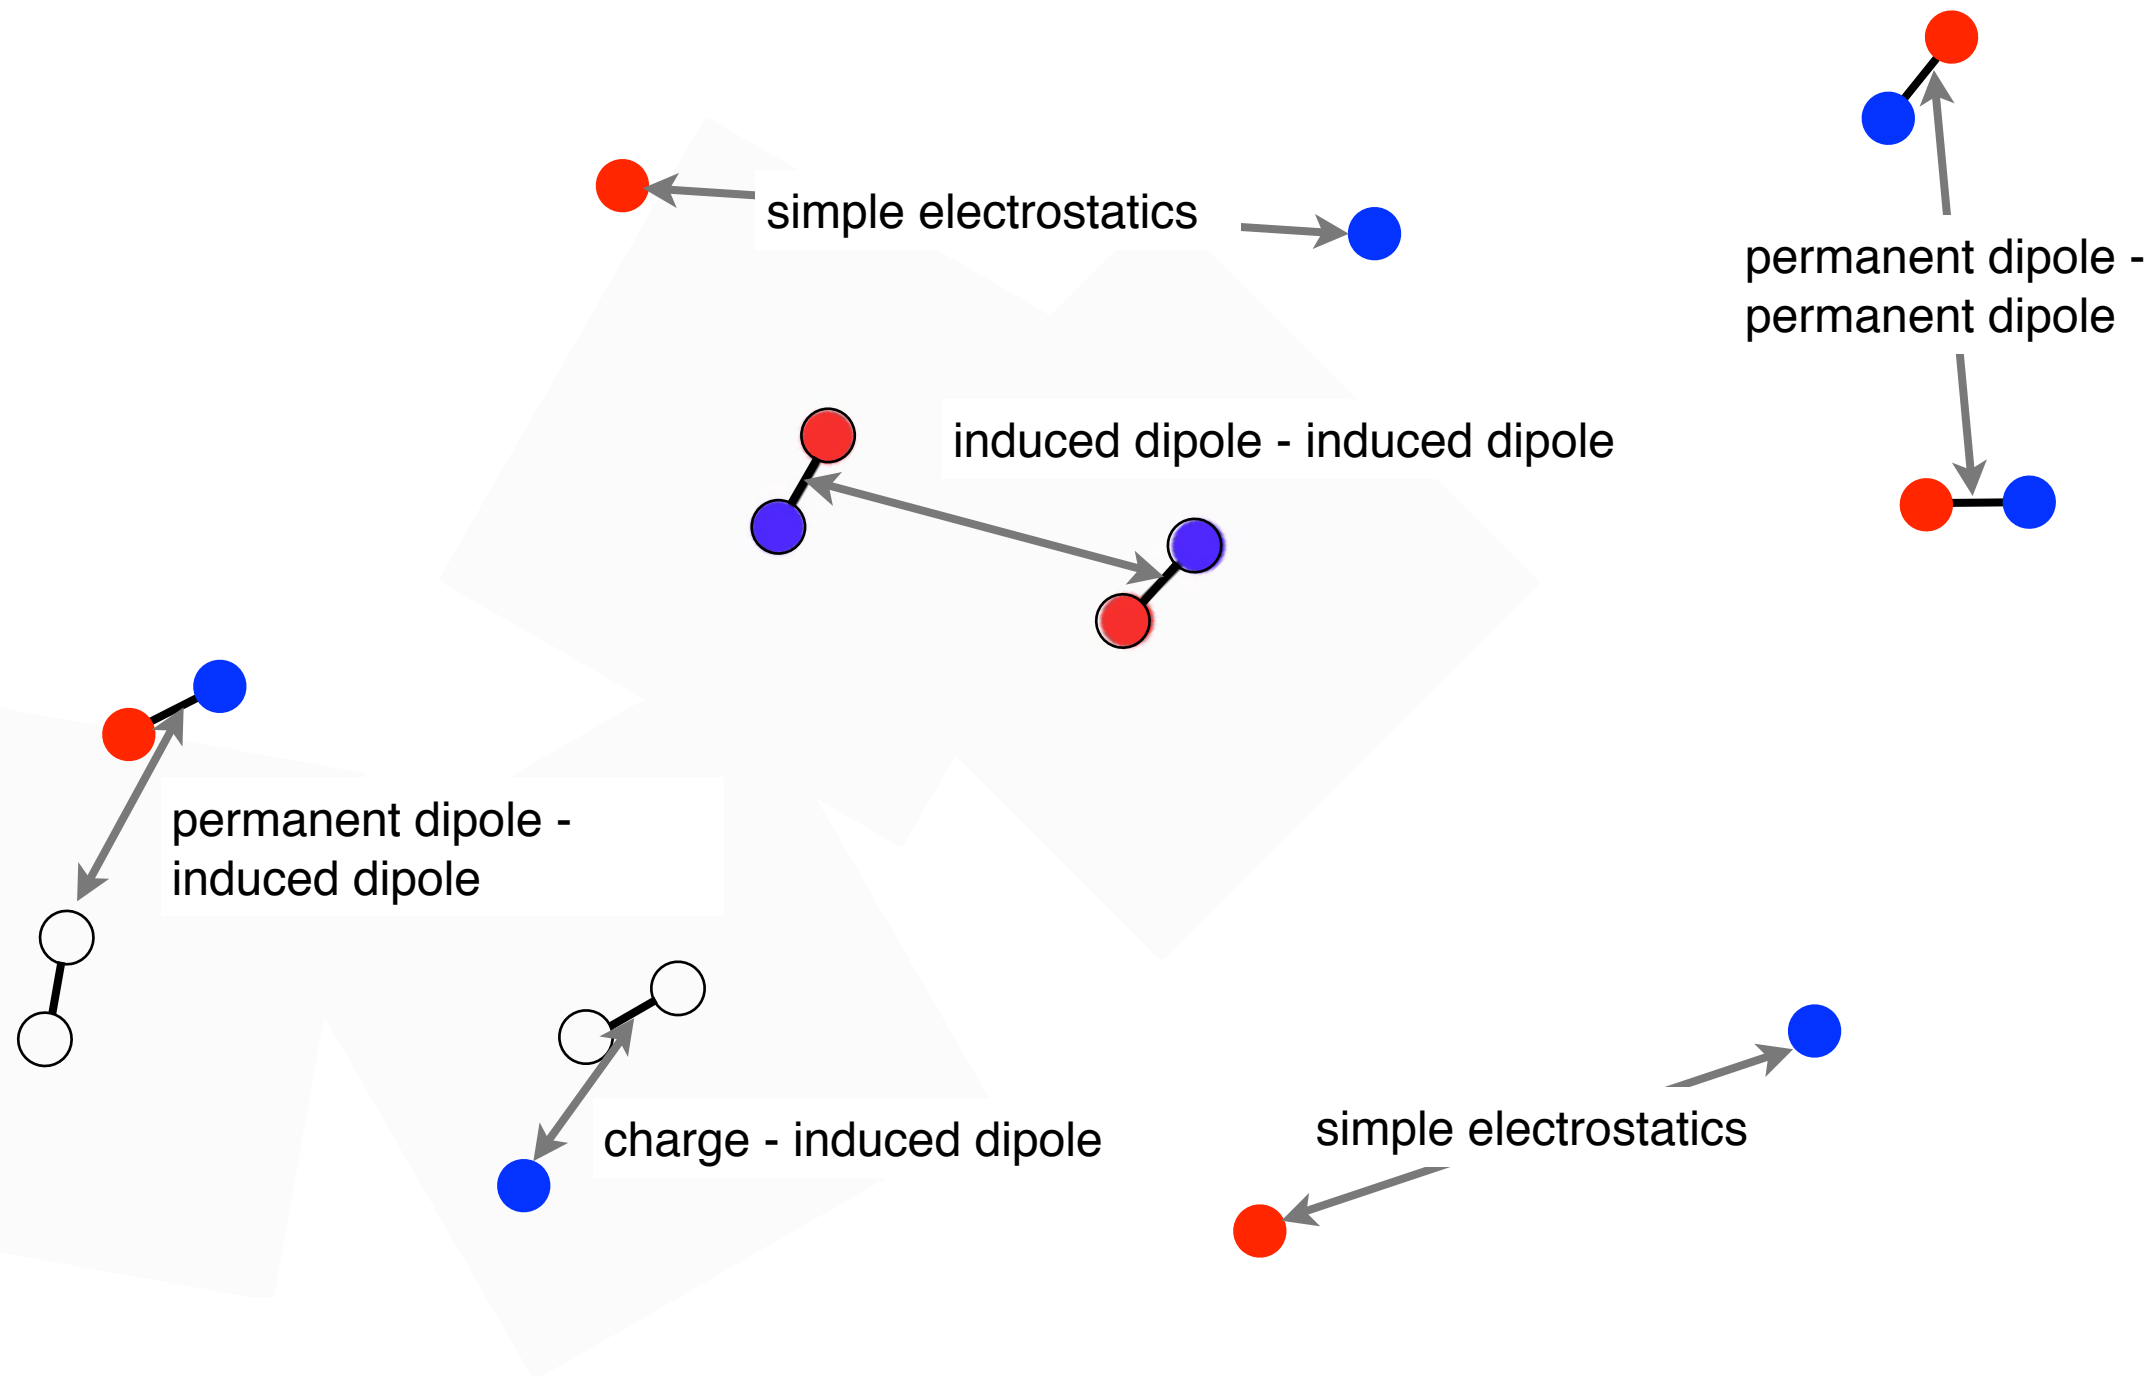 simple electrostatics
permanent dipole -
permanent dipole
induced dipole - induced dipole
permanent dipole -
induced dipole
charge - induced dipole
simple electrostatics